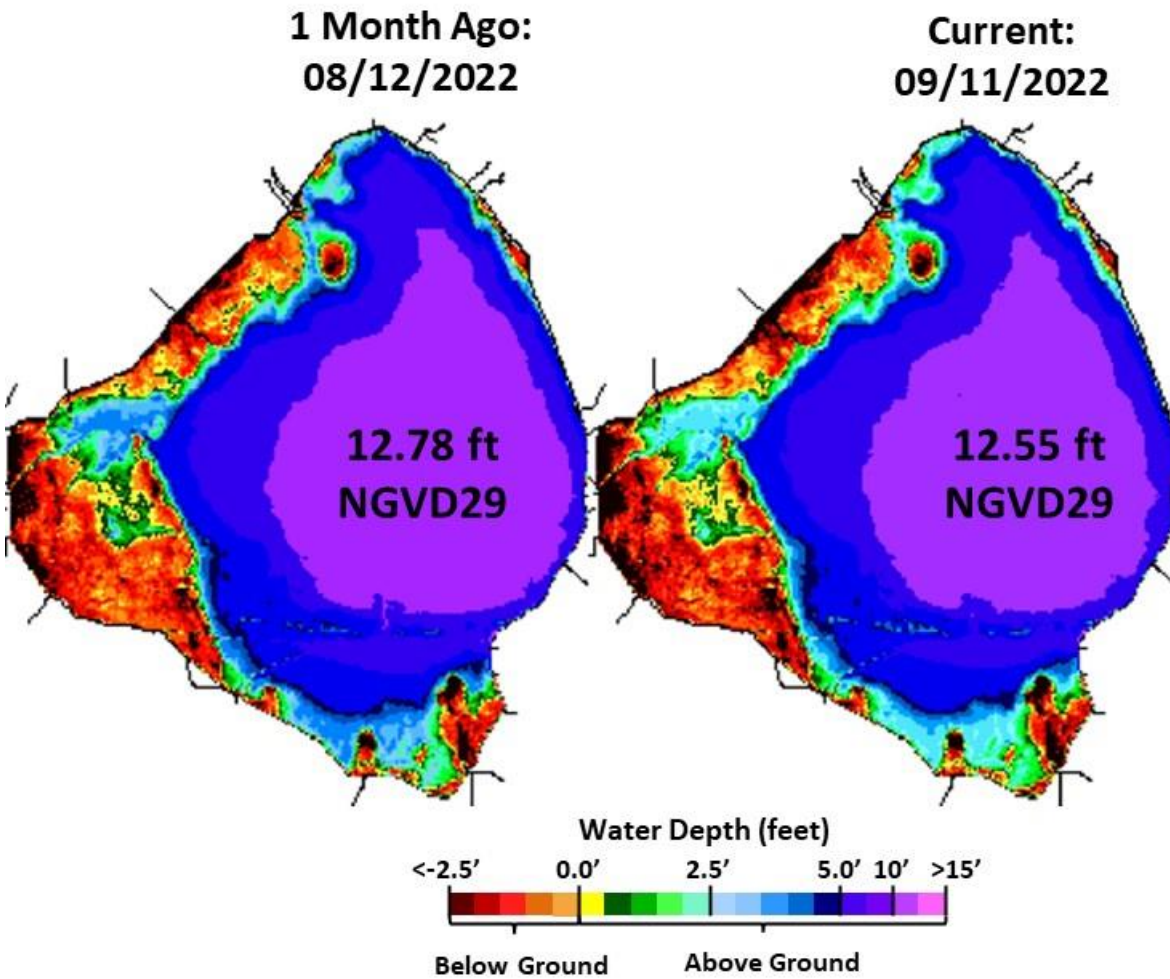 1 Month Ago:
08/12/2022
Current:
09/11/2022
12.78 ft
NGVD29
12.55 ft
NGVD29
Water Depth (feet)
<-2.5’ 0.0’ 2.5’ 5.0’ 10’ >15’
Below Ground Above Ground